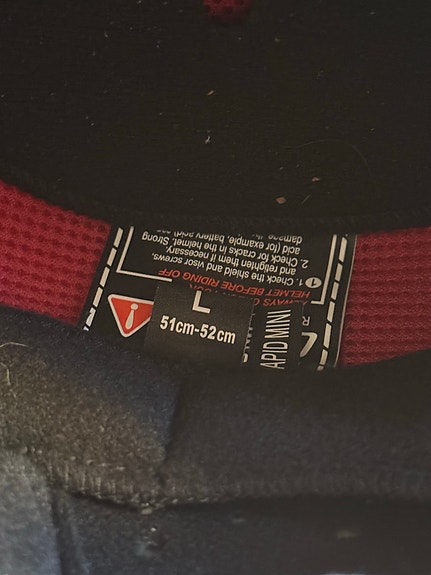 ALWAYS
HELMET BEFORE RIDING OFF
1. Check the shield and visor screws,
and retighten them if necessary.
2. Check for cracks in the helmet. Strong
acid (for example, battery acid)
L
51cm-52cm
APID MINI
R